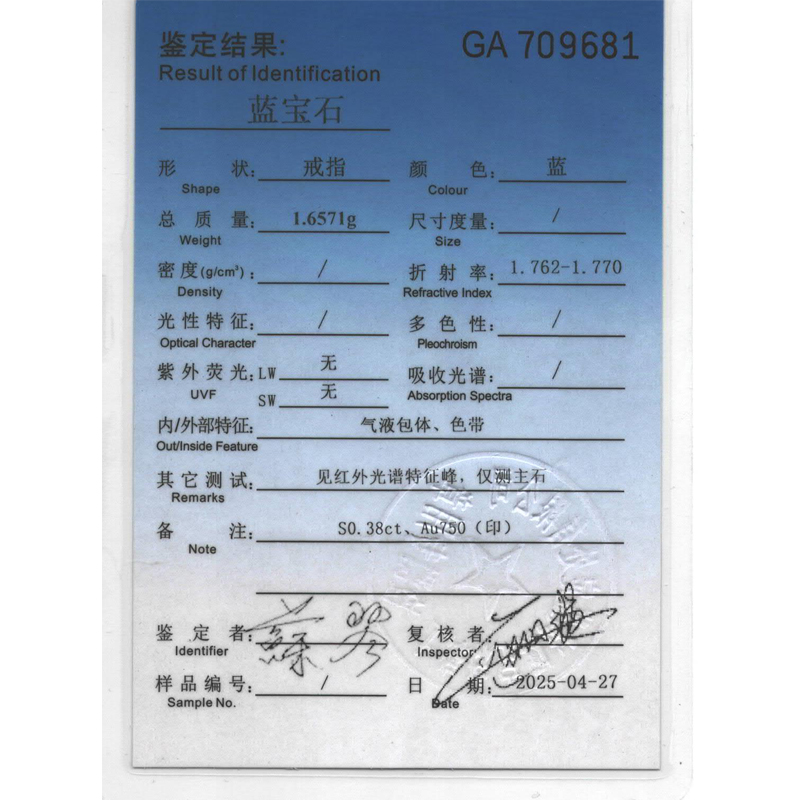 鉴定结果: GA 709681
Result of Identification
蓝宝石
形状: 戒指 颜色: 蓝
Shape Colour
总质量: 1.6571g 尺寸度量: /
Weight Size
密度(g/cm³): / 折射率: 1.762-1.770
Density Refractive Index
光性特征: / 多色性: /
Optical Character Pleochroism
紫外荧光: LW 无 吸收光谱: /
UVF SW 无 Absorption Spectra
内/外部特征: 气液包体、色带
Out/Inside Feature
其它测试: 见红外光谱特征峰, 仅测主石
Remarks
备注: S0.38ct、Au750 (印)
Note
鉴定者: 复核者:
Identifier Inspector
样品编号: / 日期: 2025-04-27
Sample No. Date